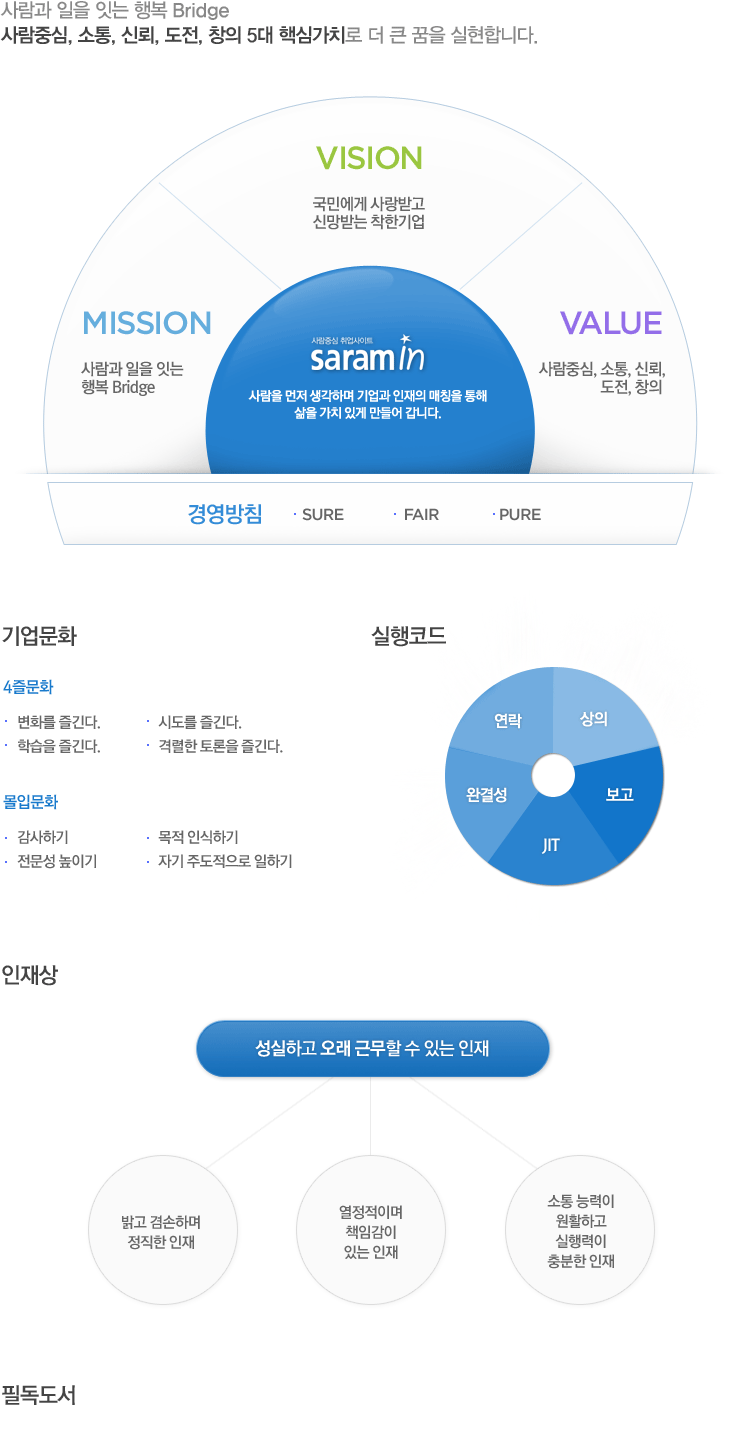 사람과 일을 잇는 행복 Bridge
사람중심, 소통, 신뢰, 도전, 창의 5대 핵심가치로 더 큰 꿈을 실현합니다.
VISION
국민에게 사랑받고
신망받는 착한기업
MISSION
사람과 일을 잇는
행복 Bridge
VALUE
사람중심, 소통, 신뢰,
도전, 창의
사람중심 취업사이트
saramin
사람을 먼저 생각하며 기업과 인재의 매칭을 통해
삶을 가치 있게 만들어 갑니다.
경영방침 · SURE · FAIR · PURE
기업문화
4즐문화
· 변화를 즐긴다. · 시도를 즐긴다.
· 학습을 즐긴다. · 격렬한 토론을 즐긴다.
몰입문화
· 감사하기 · 목적 인식하기
· 전문성 높이기 · 자기 주도적으로 일하기
실행코드
연락
상의
완결성
보고
JIT
인재상
성실하고 오래 근무할 수 있는 인재
밝고 겸손하며
정직한 인재
열정적이며
책임감이
있는 인재
소통 능력이
원활하고
실행력이
충분한 인재
필독도서